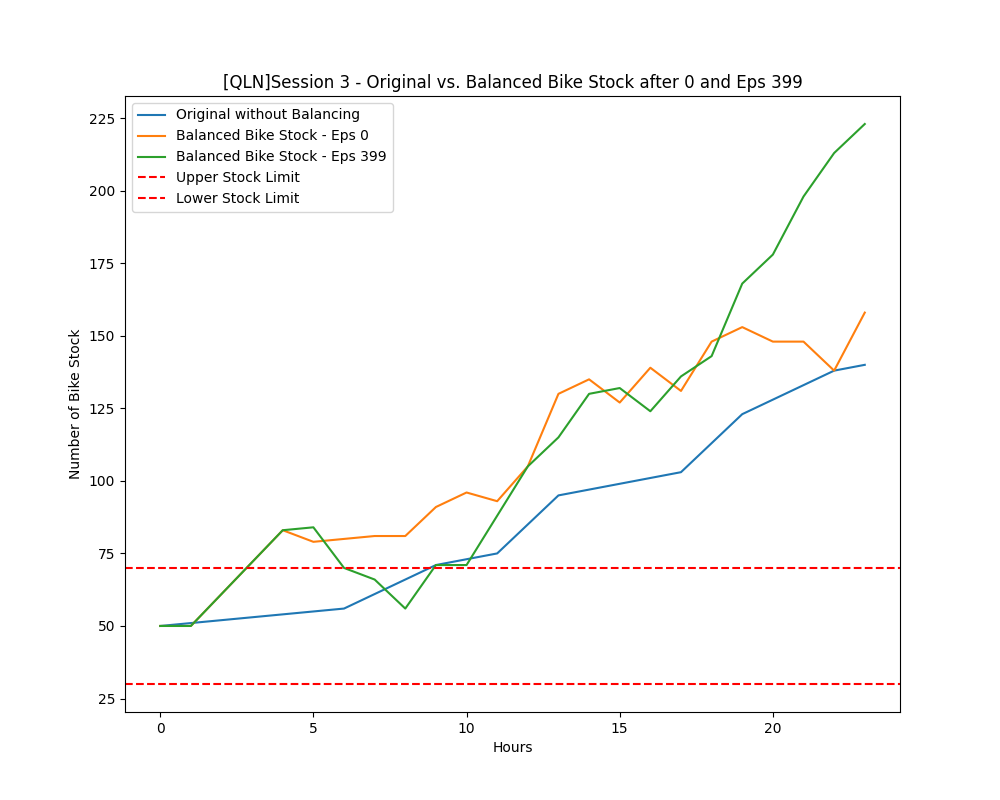 [QLN]Session 3 - Original vs. Balanced Bike Stock after 0 and Eps 399
Original without Balancing
Balanced Bike Stock - Eps 0
Balanced Bike Stock - Eps 399
Upper Stock Limit
Lower Stock Limit
225
200
175
150
125
100
75
50
25
Number of Bike Stock
0 5 10 15 20
Hours